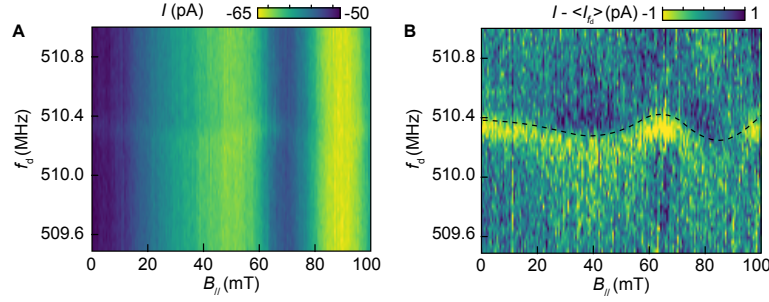 I (pA) -65 -50
A
510.8
510.4
510.0
509.6
f_d (MHz)
0 20 40 60 80 100
B_// (mT)
I - <I_{f_d}> (pA) -1 1
B
510.8
510.4
510.0
509.6
f_d (MHz)
0 20 40 60 80 100
B_// (mT)